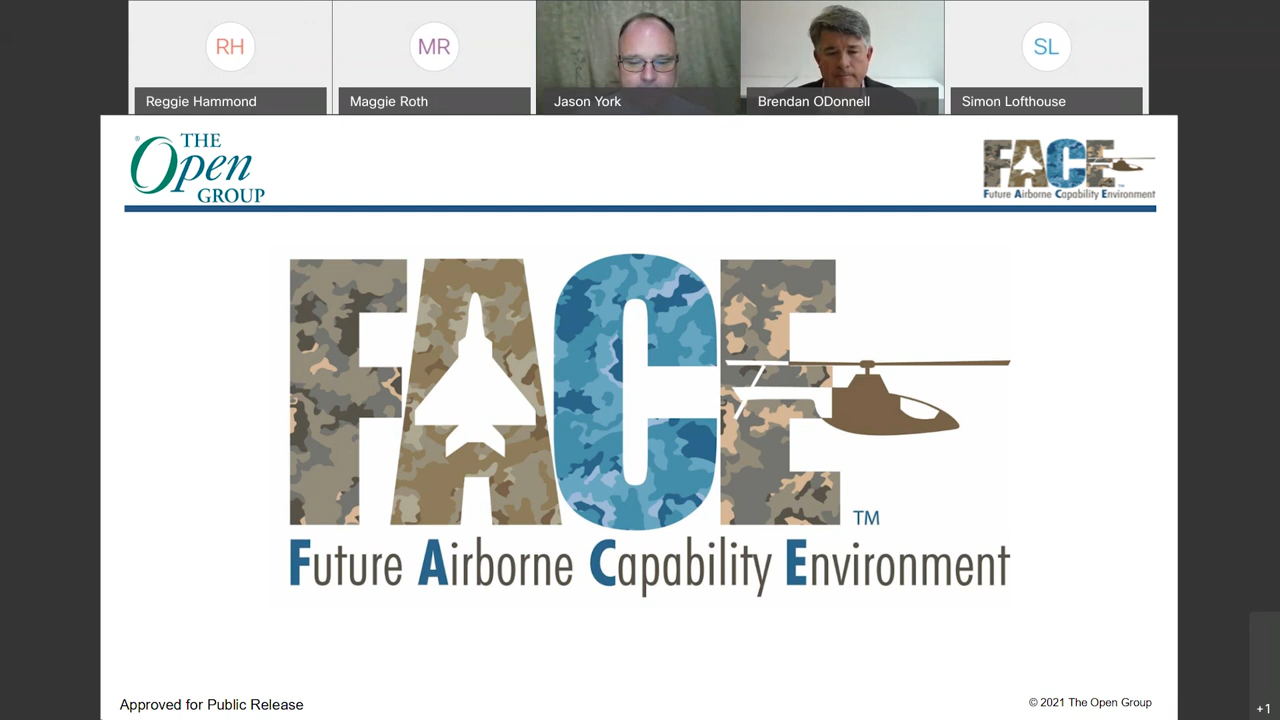 RH
MR
SL
Reggie Hammond
Maggie Roth
Jason York
Brendan ODonnell
Simon Lofthouse
® THE
Open
GROUP
FACE
TM
Future Airborne Capability Environment
FACE
TM
Future Airborne Capability Environment
Approved for Public Release
© 2021 The Open Group
+1